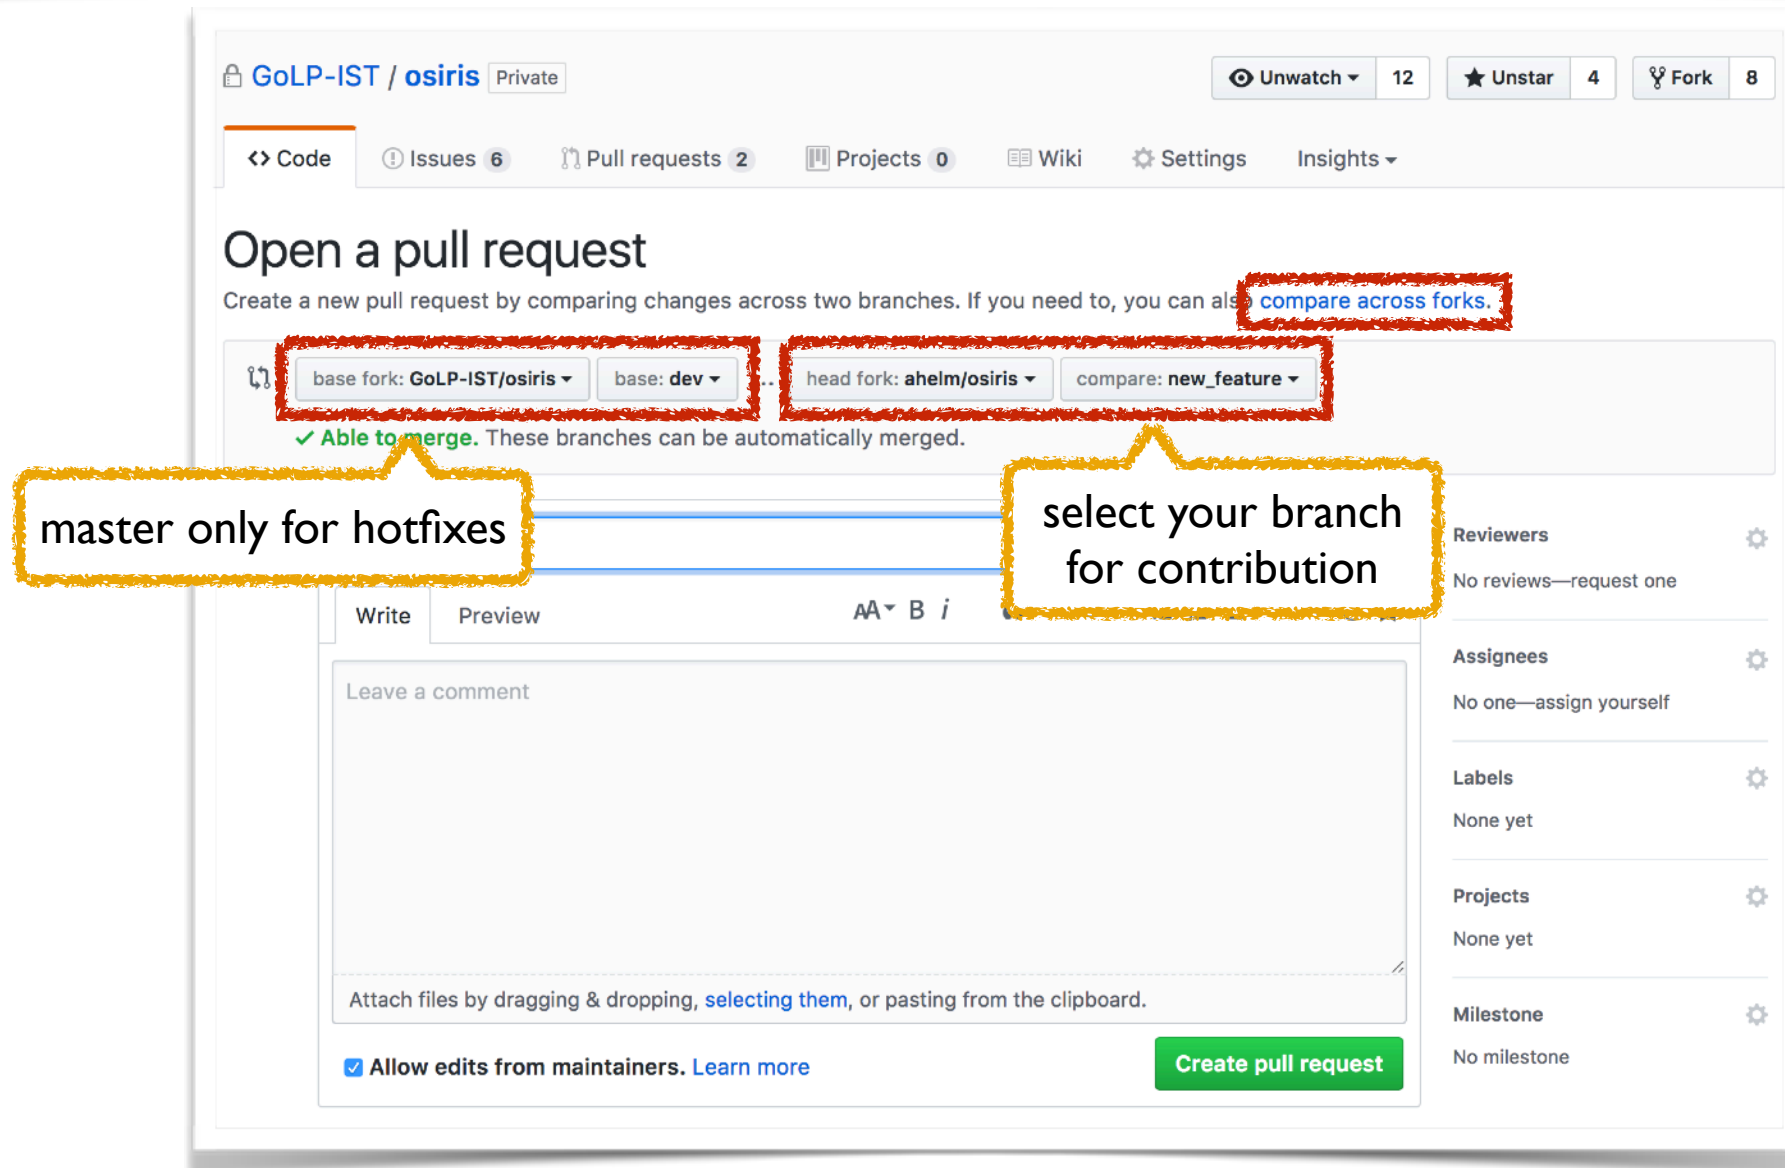 GoLP-IST / osiris Private
Unwatch 12 Unstar 4 Fork 8
Code Issues 6 Pull requests 2 Projects 0 Wiki Settings Insights
Open a pull request
Create a new pull request by comparing changes across two branches. If you need to, you can also compare across forks.
base fork: GoLP-IST/osiris base: dev ... head fork: ahelm/osiris compare: new_feature
Able to merge. These branches can be automatically merged.
master only for hotfixes
select your branch
for contribution
Reviewers
No reviews—request one
Write Preview AA B i
Assignees
No one—assign yourself
Leave a comment
Labels
None yet
Projects
None yet
Attach files by dragging & dropping, selecting them, or pasting from the clipboard.
Milestone
No milestone
Allow edits from maintainers. Learn more
Create pull request